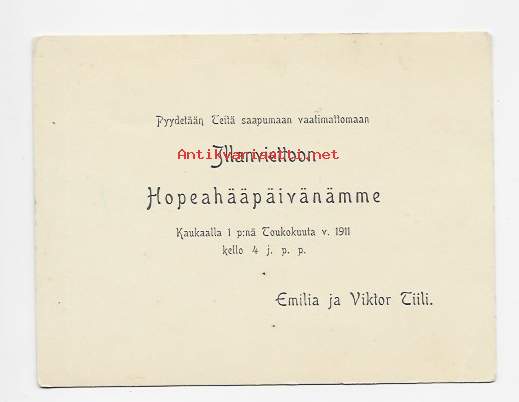 Pyydetään Teitä saapumaan vaatimattomaan
Illanviettoon
Antikvariaatti.net
Hopeahääpäivänämme
Kaukaalla 1 p:nä Toukokuuta v. 1911
kello 4 j. p. p.
Emilia ja Viktor Tiili.